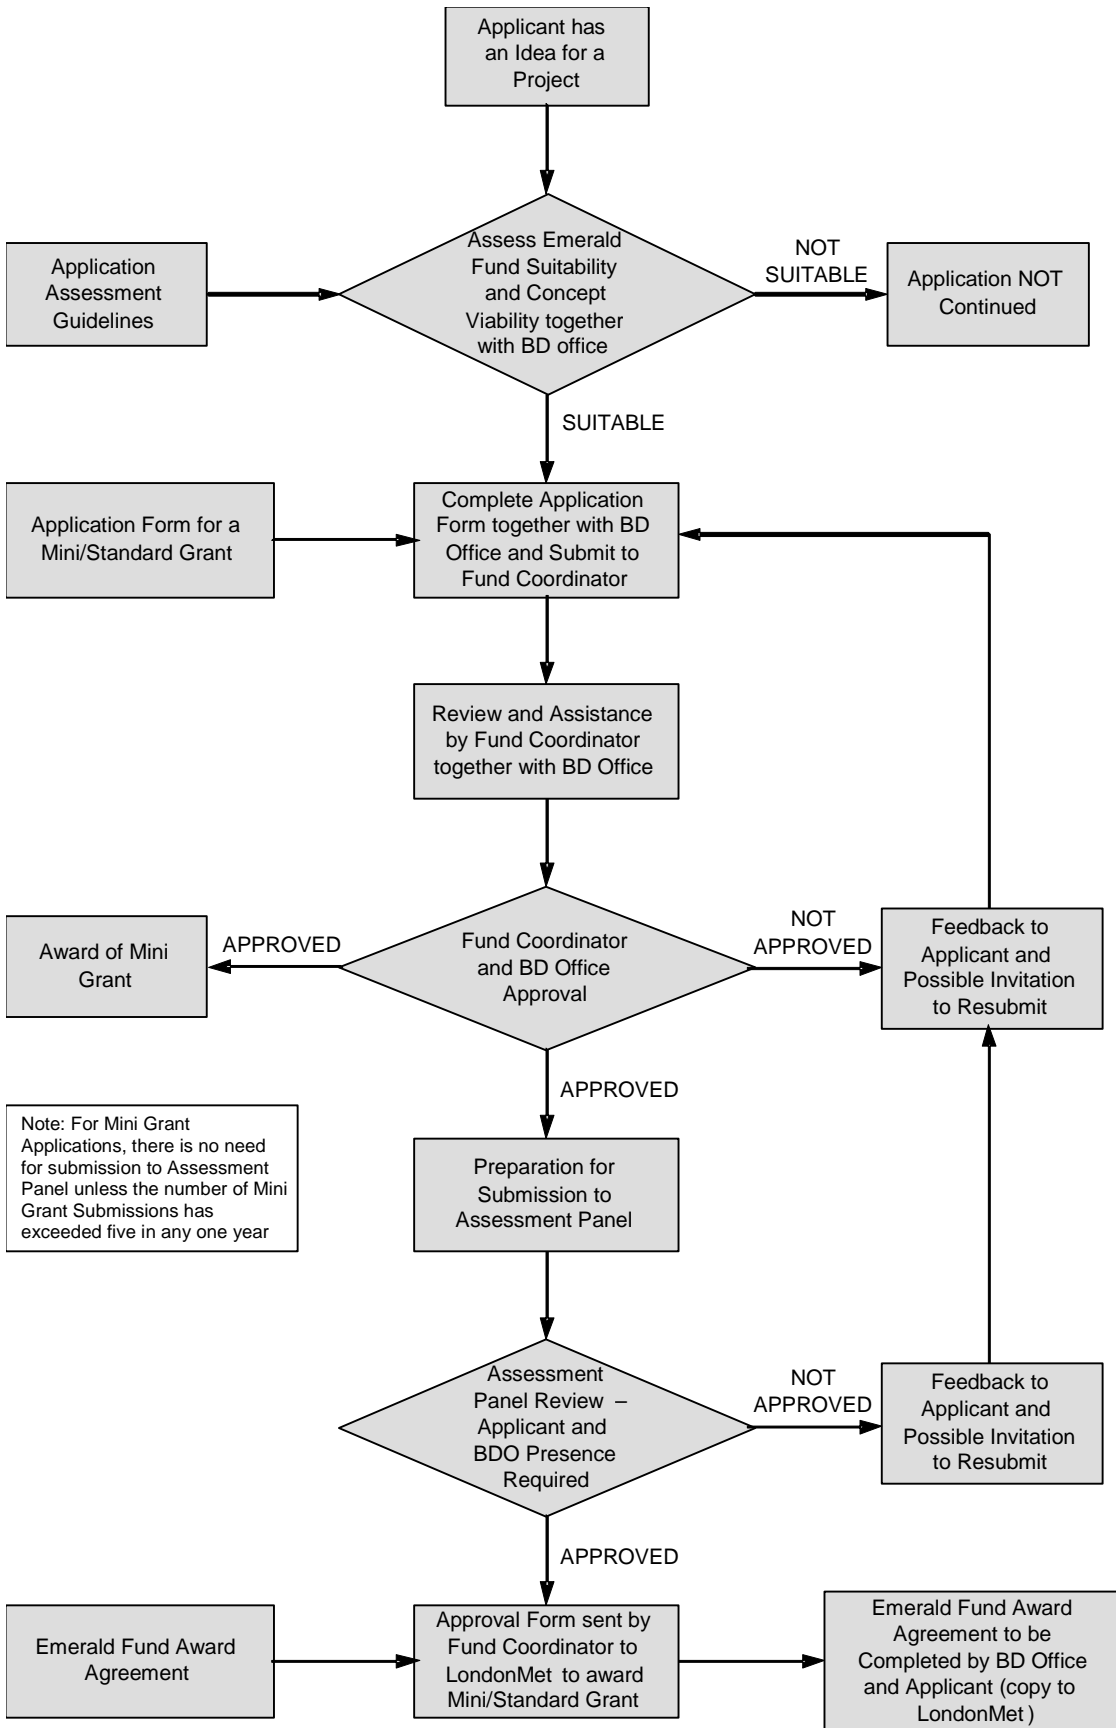 Applicant has
an Idea for a
Project
Application
Assessment
Guidelines
Assess Emerald
Fund Suitability
and Concept
Viability together
with BD office
NOT
SUITABLE
Application NOT
Continued
SUITABLE
Application Form for a
Mini/Standard Grant
Complete Application
Form together with BD
Office and Submit to
Fund Coordinator
Review and Assistance
by Fund Coordinator
together with BD Office
Award of Mini
Grant
APPROVED
Fund Coordinator
and BD Office
Approval
NOT
APPROVED
Feedback to
Applicant and
Possible Invitation
to Resubmit
APPROVED
Note: For Mini Grant
Applications, there is no need
for submission to Assessment
Panel unless the number of Mini
Grant Submissions has
exceeded five in any one year
Preparation for
Submission to
Assessment Panel
Assessment
Panel Review –
Applicant and
BDO Presence
Required
NOT
APPROVED
Feedback to
Applicant and
Possible Invitation
to Resubmit
APPROVED
Emerald Fund Award
Agreement
Approval Form sent by
Fund Coordinator to
LondonMet to award
Mini/Standard Grant
Emerald Fund Award
Agreement to be
Completed by BD Office
and Applicant (copy to
LondonMet )